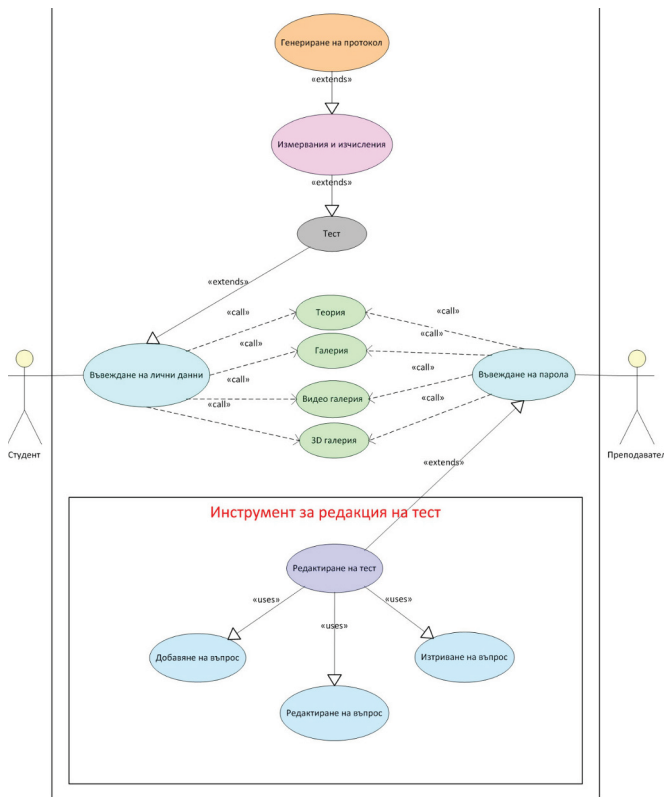 Генериране на протокол
«extends»
Измервания и изчисления
«extends»
Тест
«extends»
«call»
Теория
«call»
«call»
Галерия
«call»
Въвеждане на лични данни
«call»
«call»
Въвеждане на парола
Видео галерия
«call»
«call»
3D галерия
Студент
Преподавател
«extends»
Инструмент за редакция на тест
Редактиране на тест
«uses»
«uses»
«uses»
Добавяне на въпрос
Изтриване на въпрос
Редактиране на въпрос